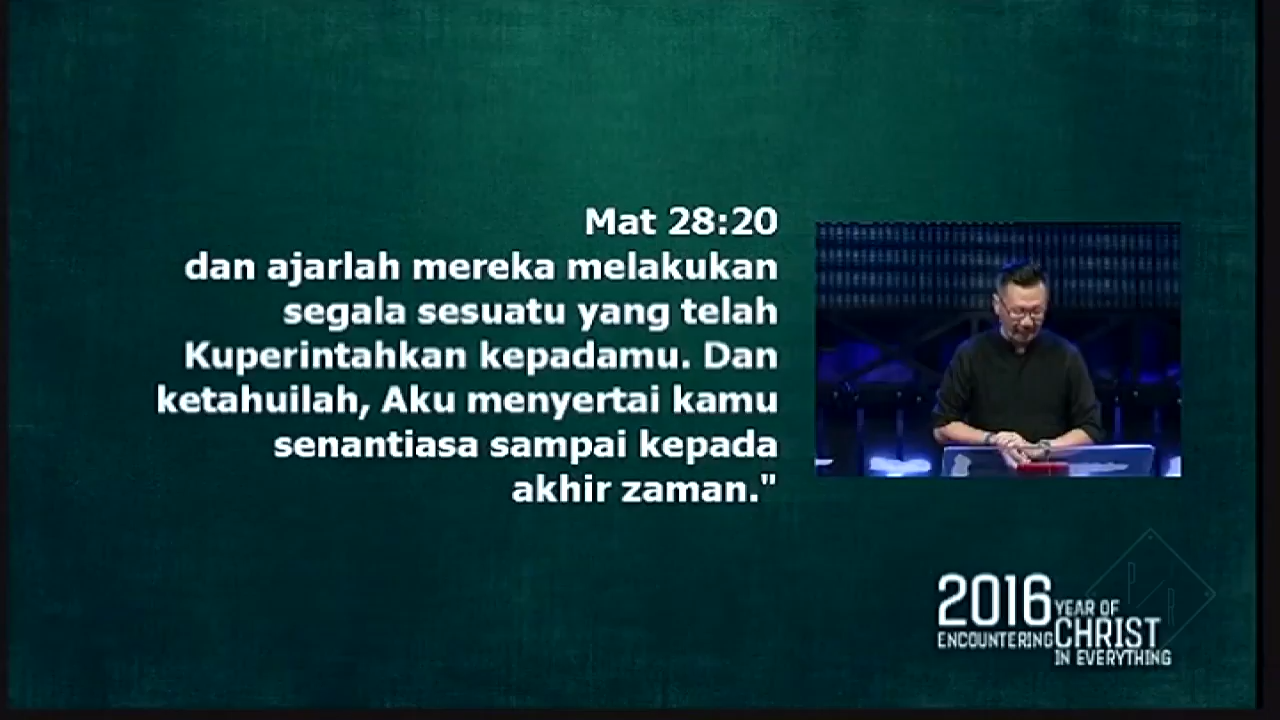 Mat 28:20
dan ajarlah mereka melakukan
segala sesuatu yang telah
Kuperintahkan kepadamu. Dan
ketahuilah, Aku menyertai kamu
senantiasa sampai kepada
akhir zaman."
2016 YEAR OF
ENCOUNTERING CHRIST
IN EVERYTHING